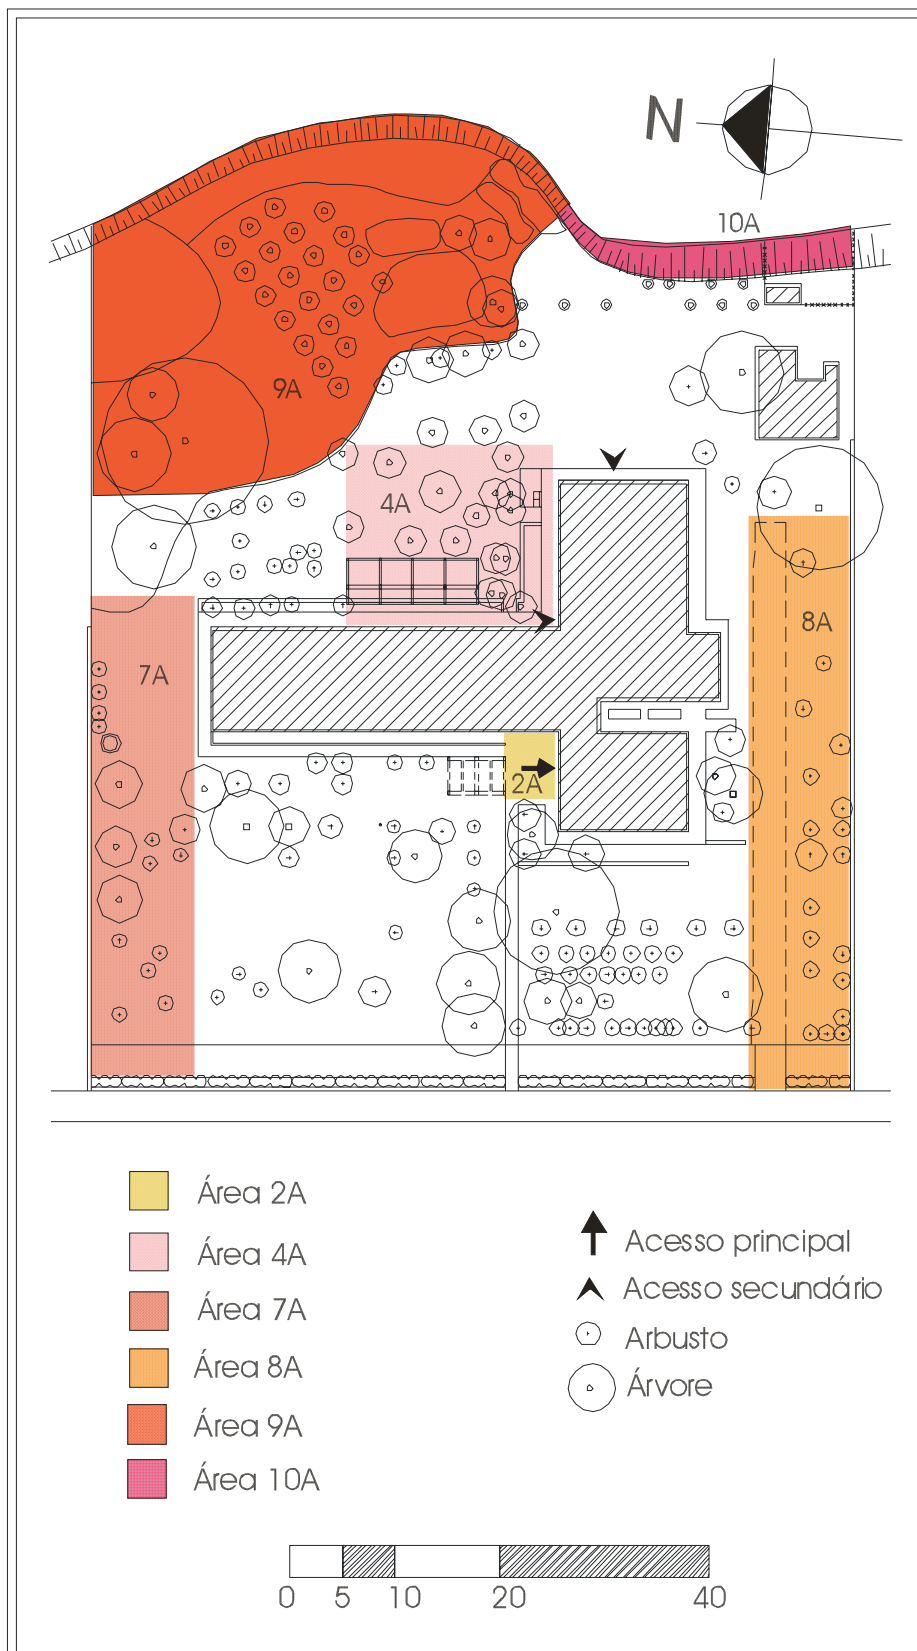 N
10A
9A
4A
8A
7A
2A
Área 2A
Área 4A
Área 7A
Área 8A
Área 9A
Área 10A
Acesso principal
Acesso secundário
Arbusto
Árvore
0 5 10 20 40